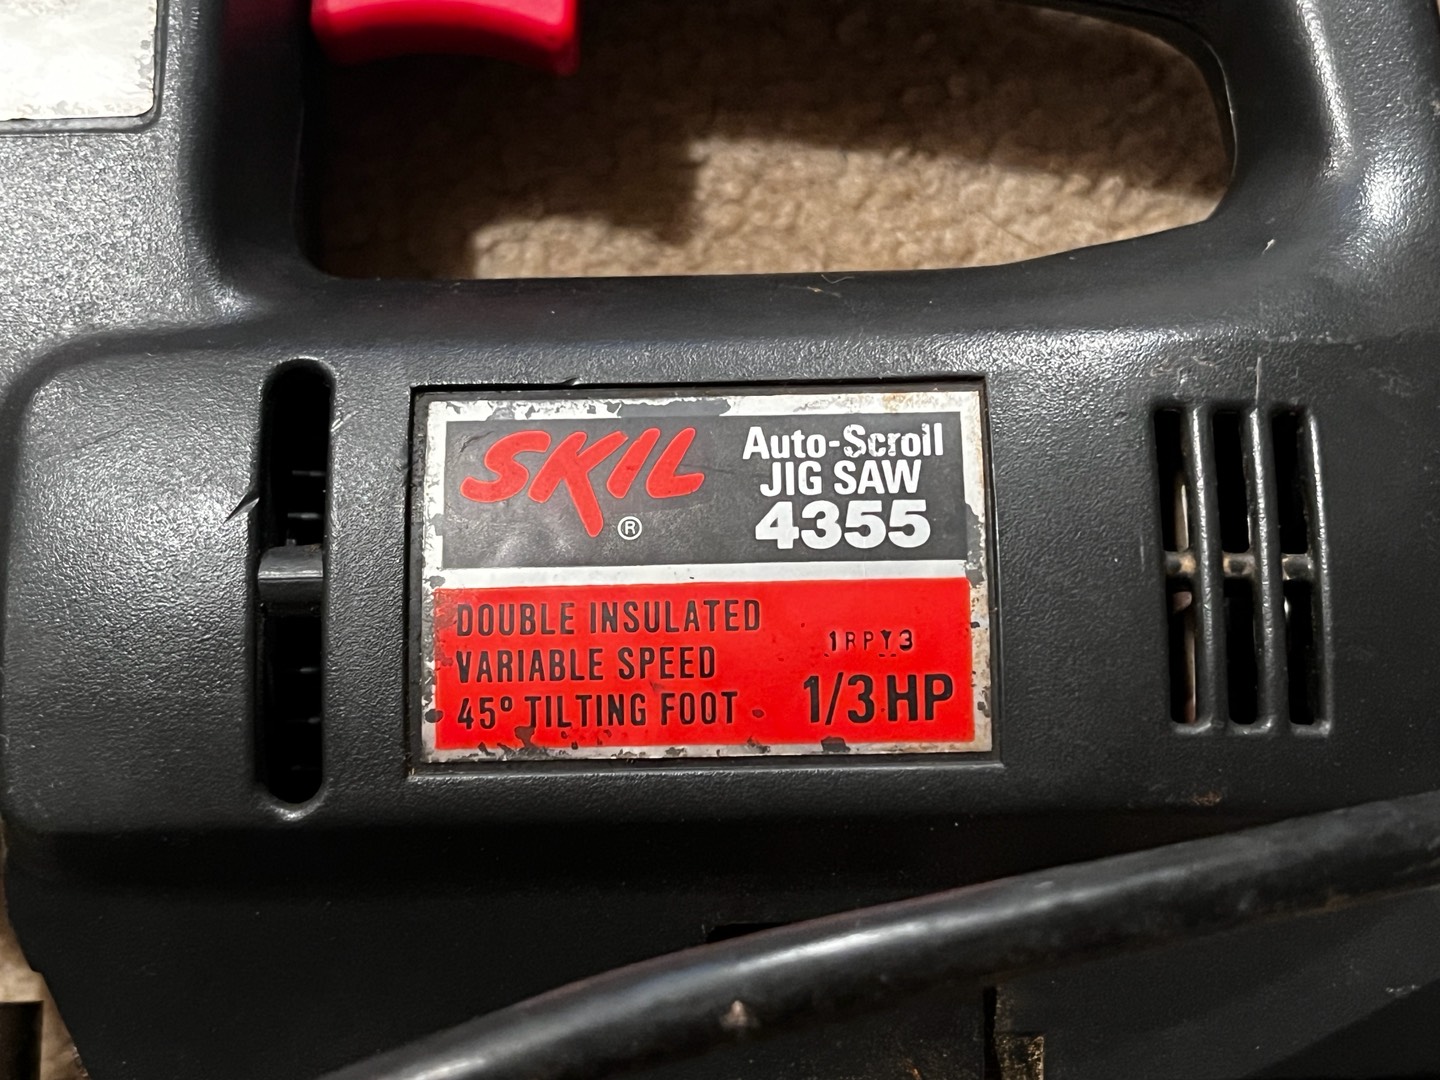 SKIL®
Auto-Scroll
JIG SAW
4355
DOUBLE INSULATED
VARIABLE SPEED
45° TILTING FOOT
1RPY3
1/3 HP